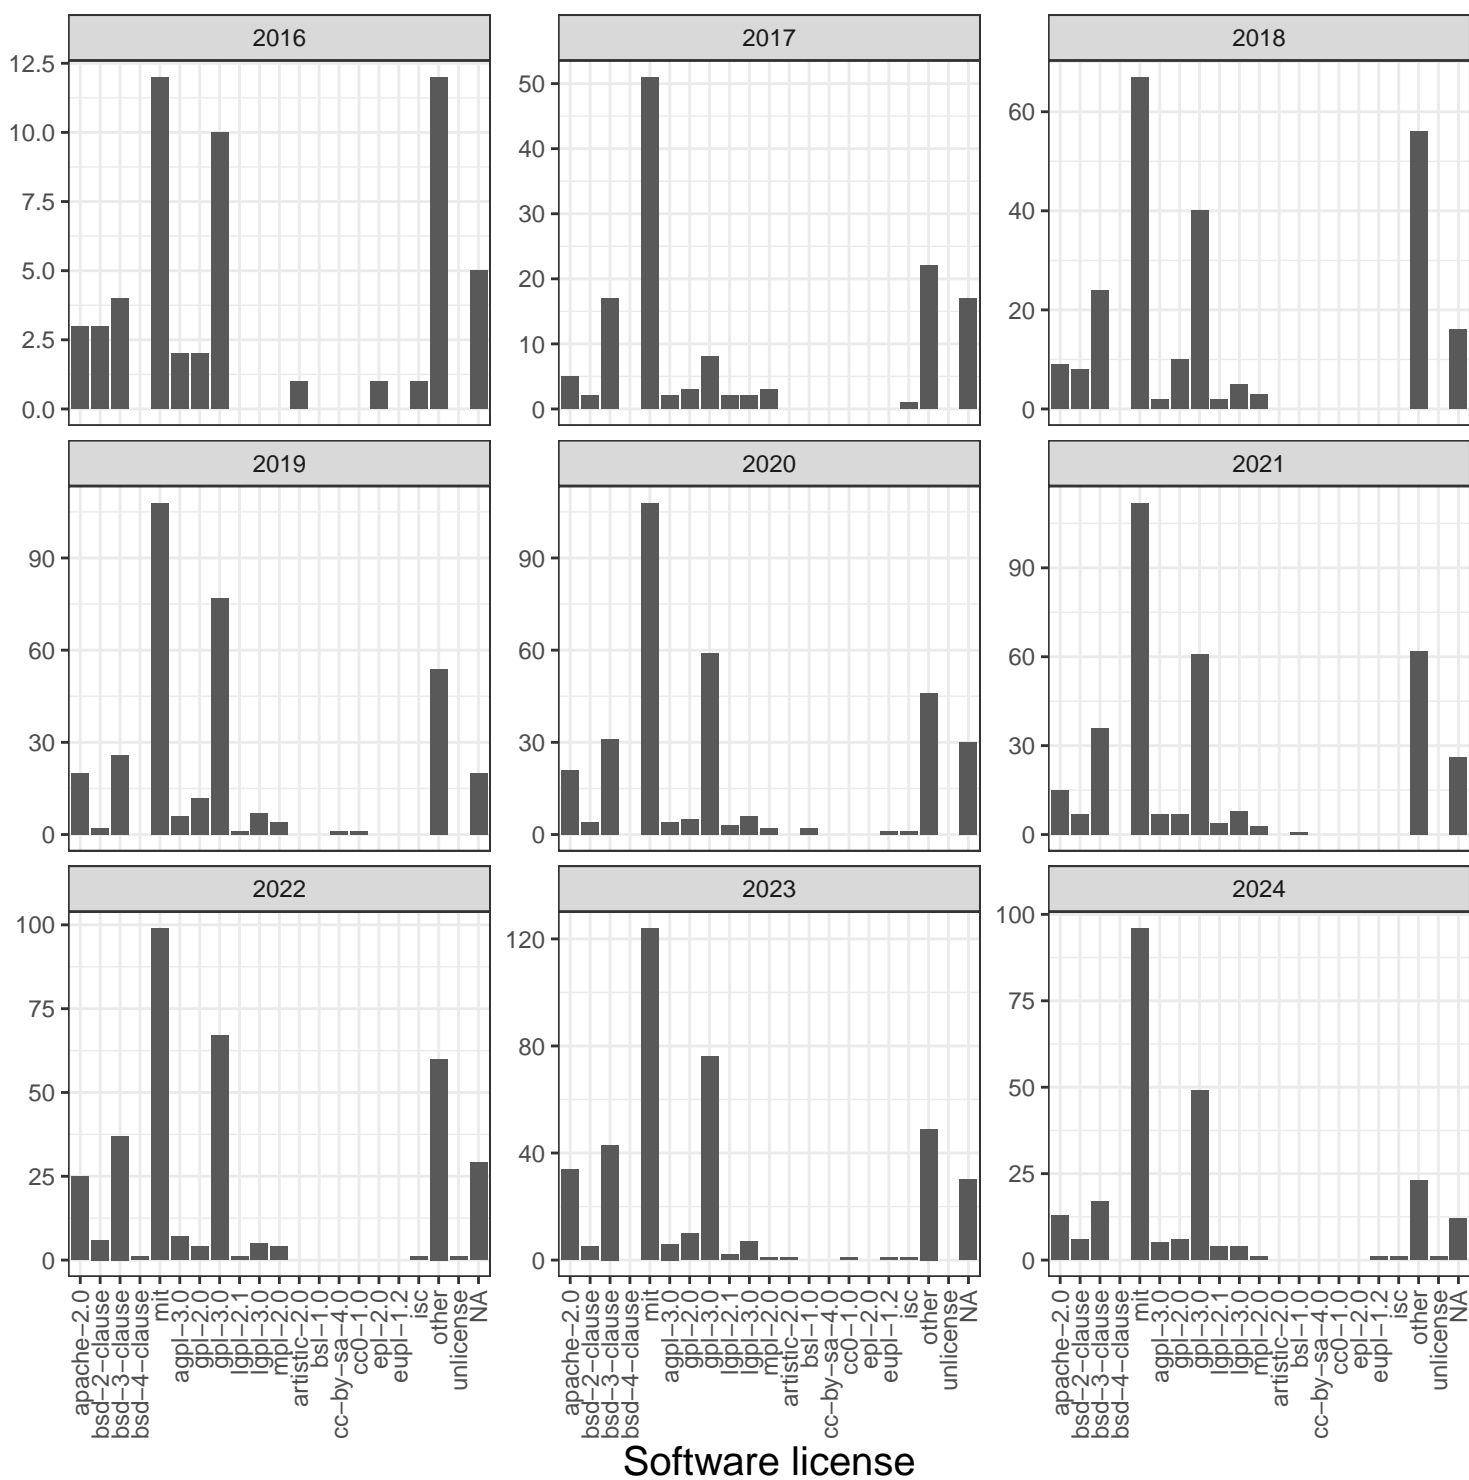 2016
2017
2018
12.5
10.0
7.5
5.0
2.5
0.0
50
40
30
20
10
0
60
40
20
0
2019
2020
2021
90
60
30
0
90
60
30
0
90
60
30
0
2022
2023
2024
100
75
50
25
0
120
80
40
0
100
75
50
25
0
apache−2.0
bsd−2−clause
bsd−3−clause
bsd−4−clause
mit
agpl−3.0
gpl−2.0
gpl−3.0
lgpl−2.1
lgpl−3.0
mpl−2.0
artistic−2.0
bsl−1.0
cc−by−sa−4.0
cc0−1.0
epl−2.0
eupl−1.2
isc
other
unlicense
NA
apache−2.0
bsd−2−clause
bsd−3−clause
bsd−4−clause
mit
agpl−3.0
gpl−2.0
gpl−3.0
lgpl−2.1
lgpl−3.0
mpl−2.0
artistic−2.0
bsl−1.0
cc−by−sa−4.0
cc0−1.0
epl−2.0
eupl−1.2
isc
other
unlicense
NA
apache−2.0
bsd−2−clause
bsd−3−clause
bsd−4−clause
mit
agpl−3.0
gpl−2.0
gpl−3.0
lgpl−2.1
lgpl−3.0
mpl−2.0
artistic−2.0
bsl−1.0
cc−by−sa−4.0
cc0−1.0
epl−2.0
eupl−1.2
isc
other
unlicense
NA
Software license